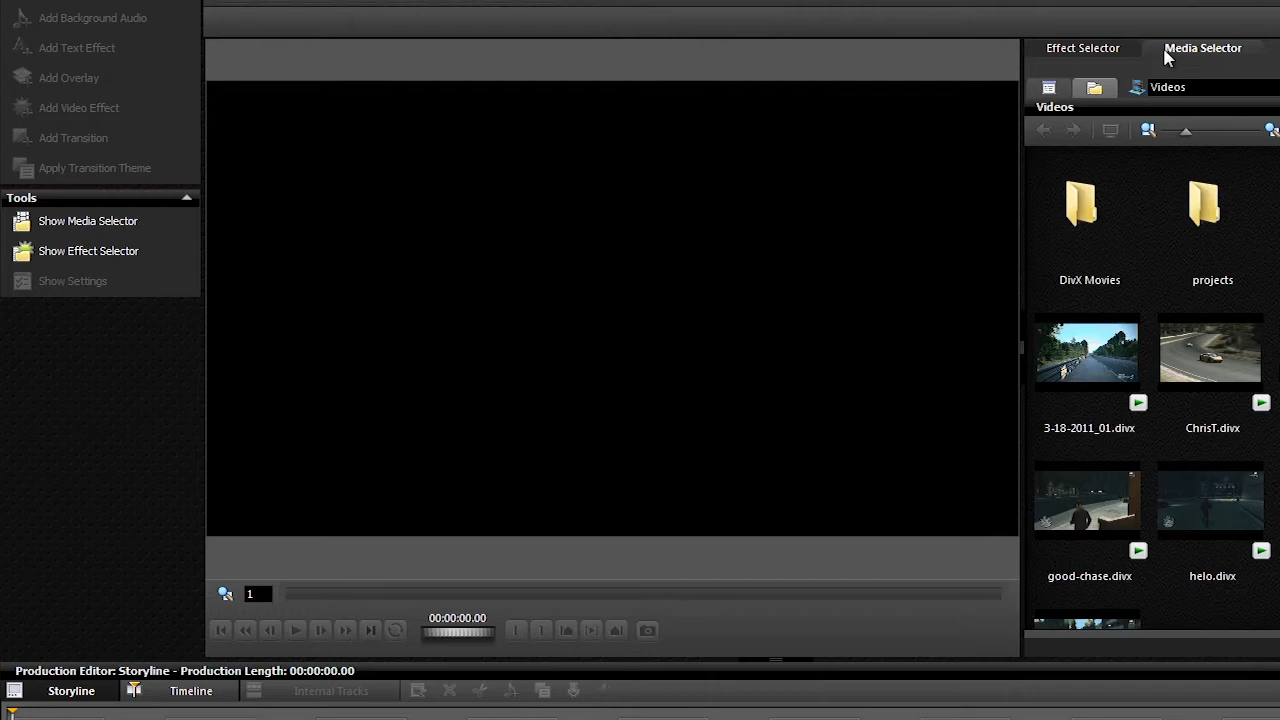 Add Background Audio
Add Text Effect
Add Overlay
Add Video Effect
Add Transition
Apply Transition Theme
Tools
Show Media Selector
Show Effect Selector
Show Settings
1
00:00:00.00
Effect Selector
Media Selector
Videos
Videos
DivX Movies
projects
3-18-2011_01.divx
ChrisT.divx
good-chase.divx
helo.divx
Production Editor: Storyline - Production Length: 00:00:00.00
Storyline
Timeline
Internal Tracks